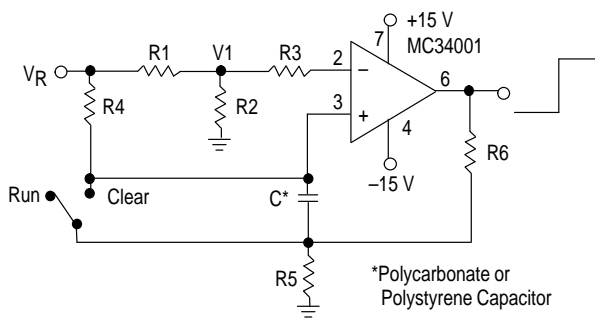 +15 V
MC34001
VR
R1
V1
R3
R4
R2
2
7
6
3
4
–
+
R6
–15 V
Run
Clear
C*
R5
*Polycarbonate or
Polystyrene Capacitor